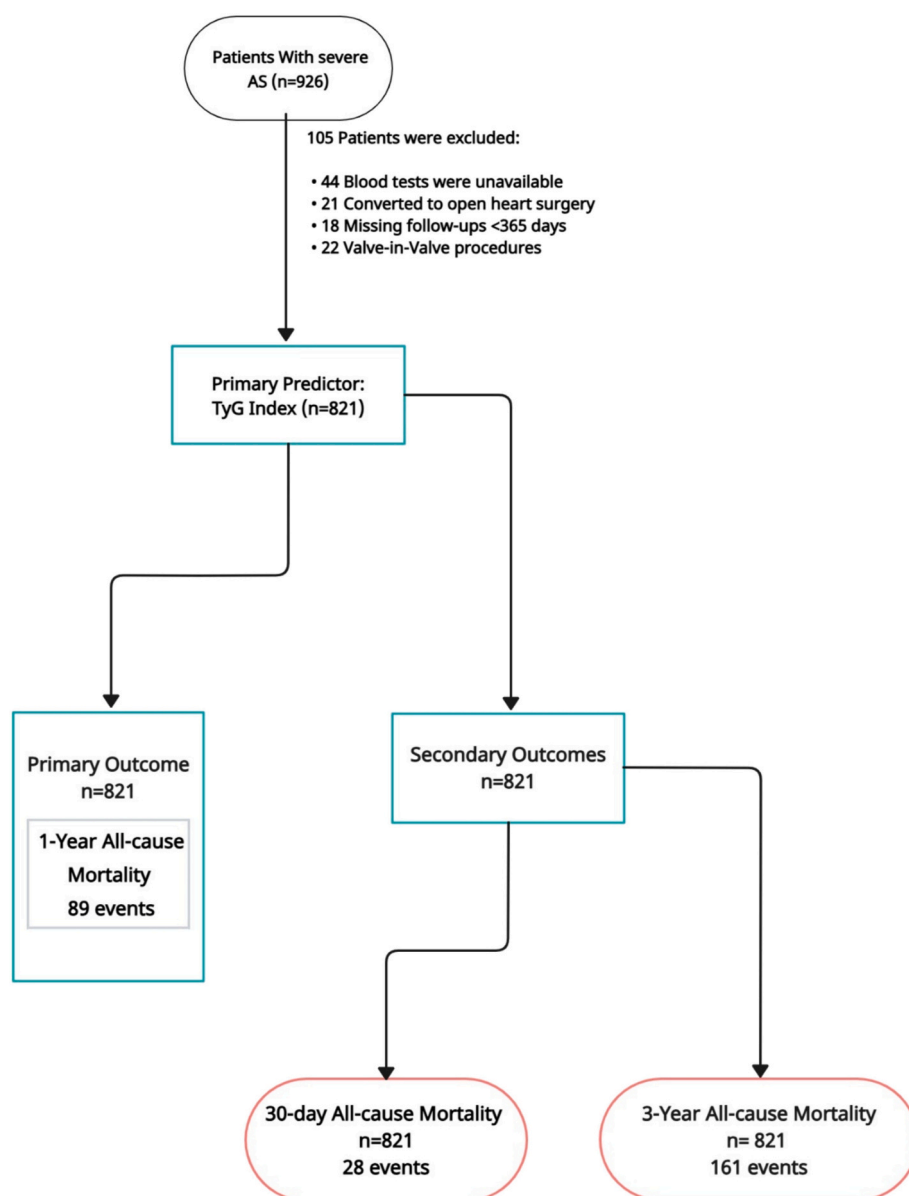 Patients With severe
AS (n=926)
105 Patients were excluded:
• 44 Blood tests were unavailable
• 21 Converted to open heart surgery
• 18 Missing follow-ups <365 days
• 22 Valve-in-Valve procedures
Primary Predictor:
TyG Index (n=821)
Primary Outcome
n=821
1-Year All-cause
Mortality
89 events
Secondary Outcomes
n=821
30-day All-cause Mortality
n=821
28 events
3-Year All-cause Mortality
n= 821
161 events